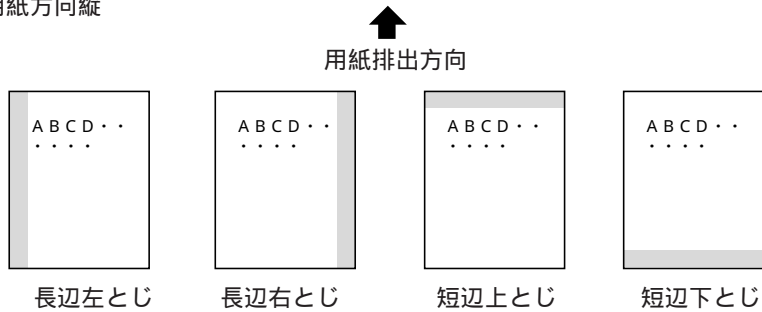 用紙方向縦
用紙排出方向
ABCD・・
・・・・
ABCD・・
・・・・
ABCD・・
・・・・
ABCD・・
・・・・
長辺左とじ
長辺右とじ
短辺上とじ
短辺下とじ